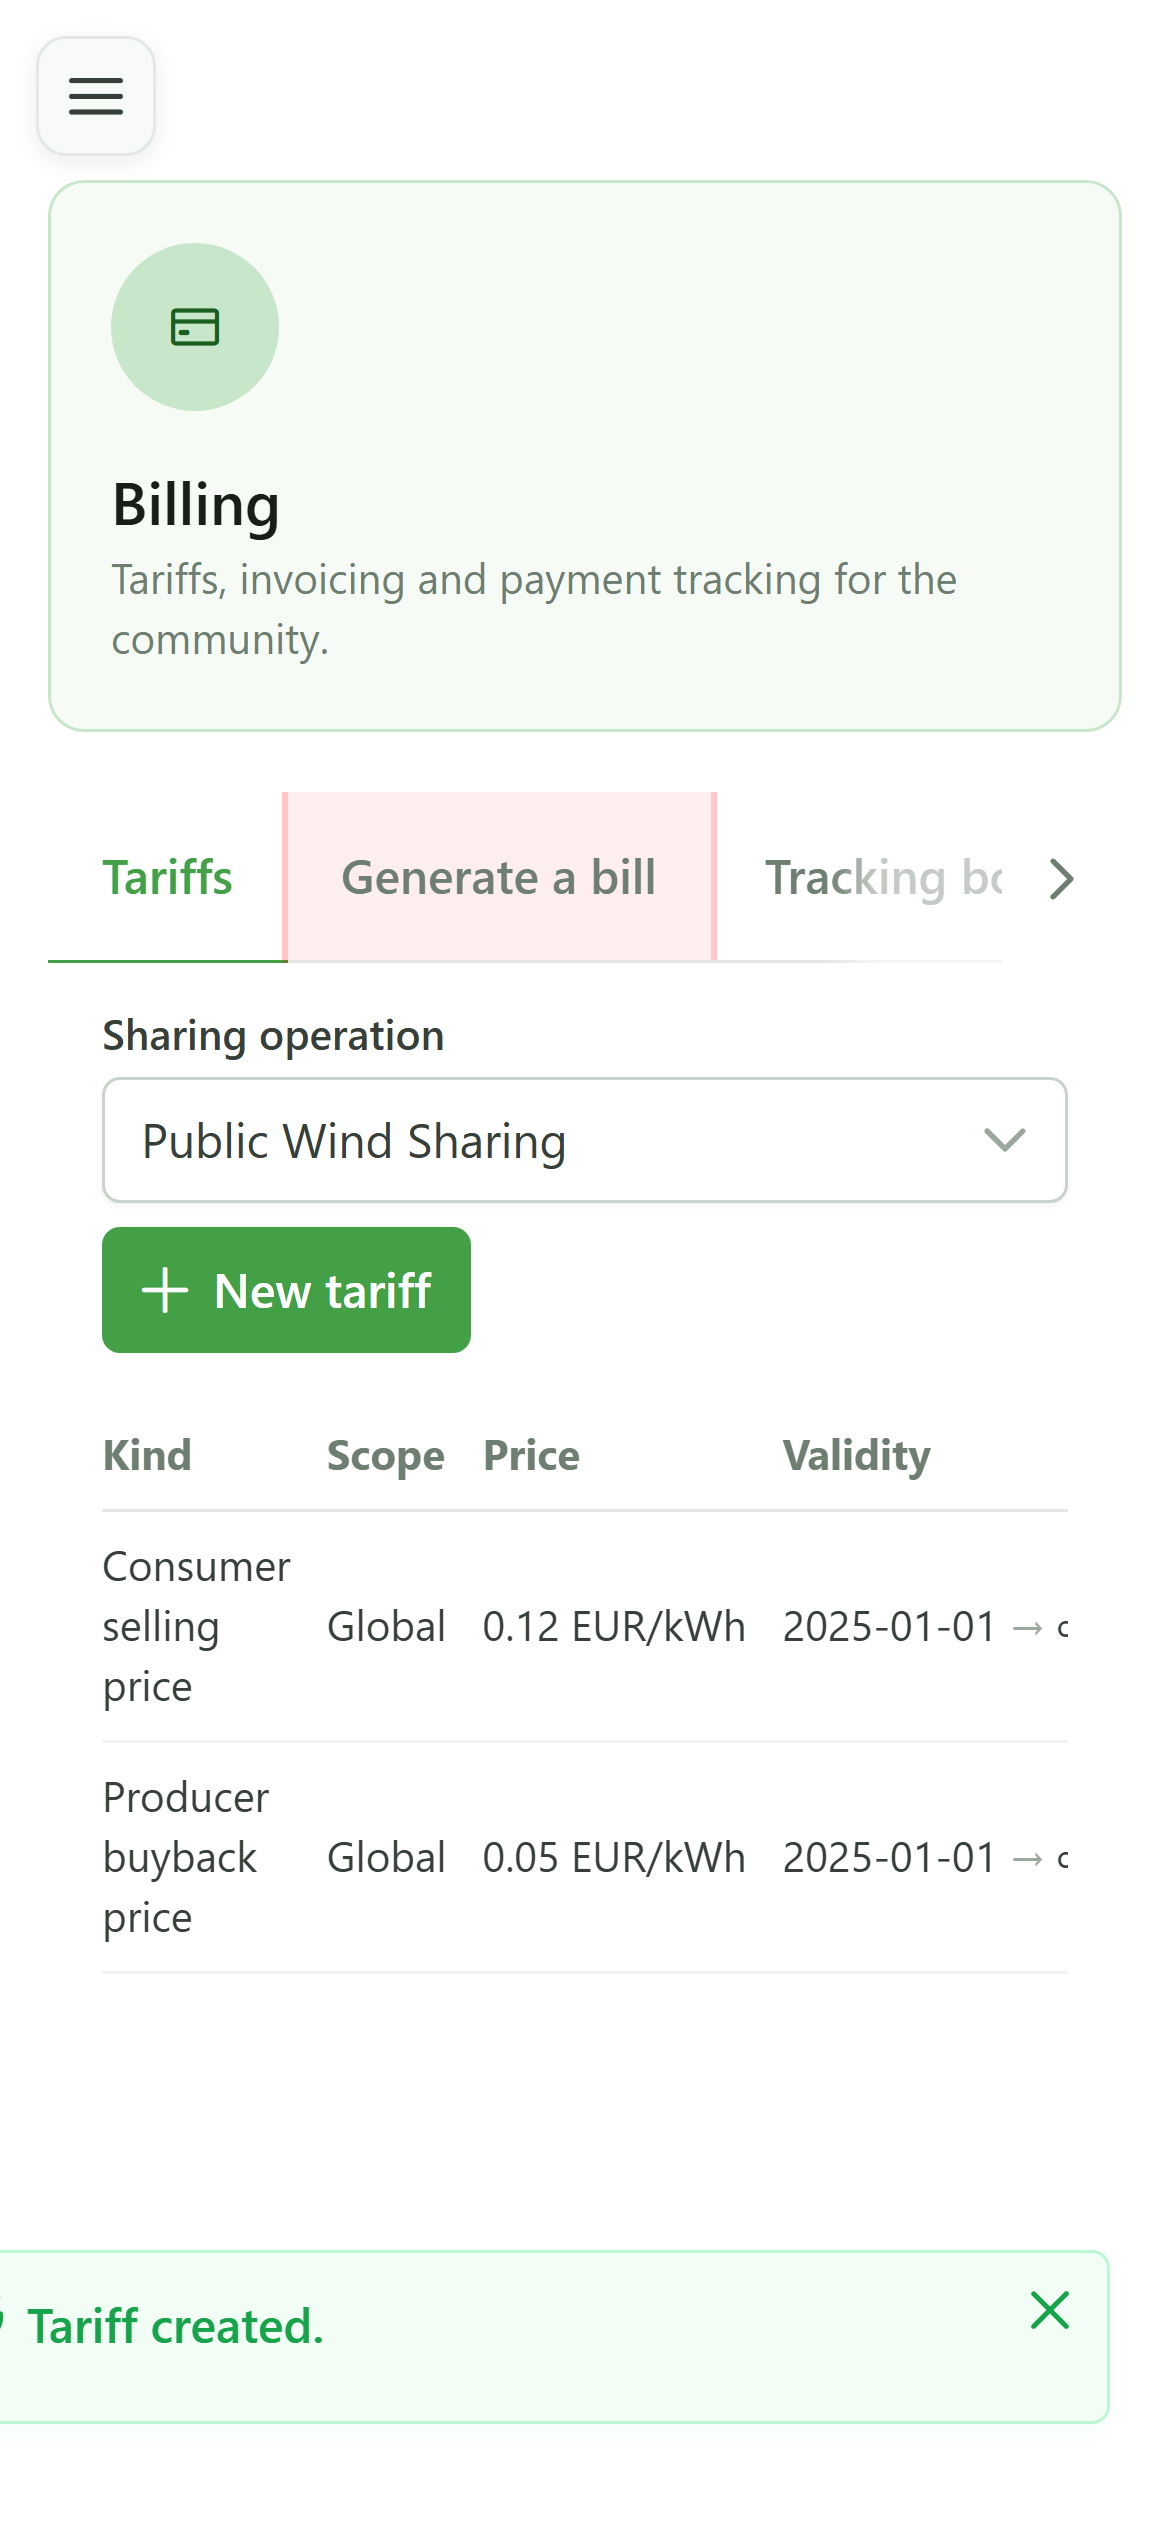 Billing
Tariffs, invoicing and payment tracking for the
community.
Tariffs
Generate a bill
Tracking
Sharing operation
Public Wind Sharing
New tariff
Kind Scope Price Validity
Consumer
selling
price
Global 0.12 EUR/kWh 2025-01-01 →
Producer
buyback
price
Global 0.05 EUR/kWh 2025-01-01 →
Tariff created.